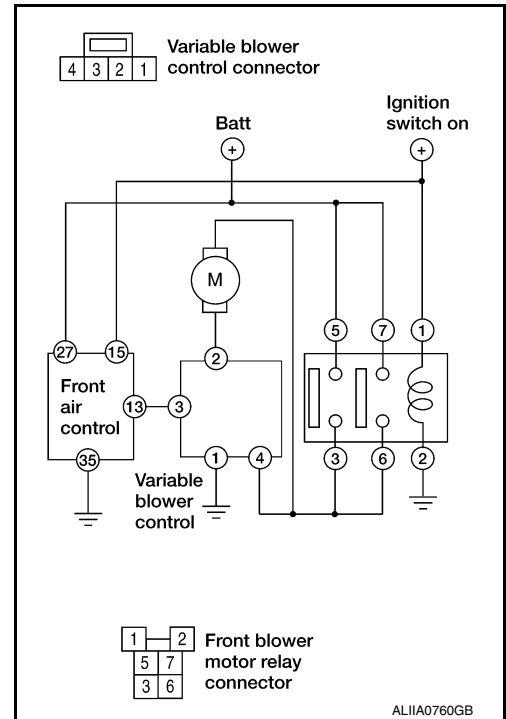 Variable blower
control connector
4 3 2 1
Ignition
switch on
Batt
+
+
M
5 7 1
2
27 15
Front
air
control
13
3
35
1 4
3 6 2
Variable
blower
control
1 2
5 7
3 6
Front blower
motor relay
connector
ALIIA0760GB